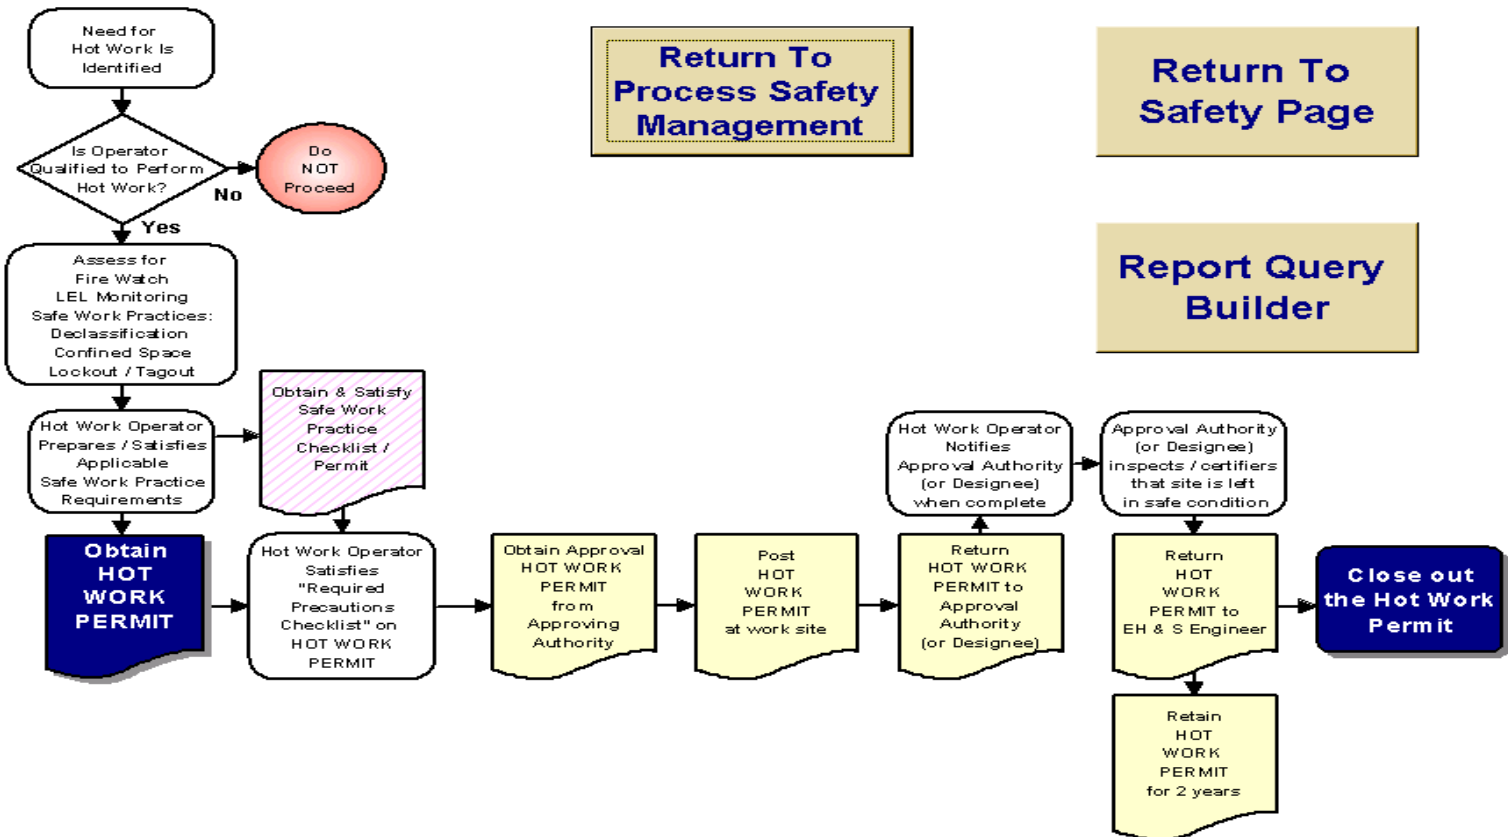 Need for
Hot Work Is
Identified
Return To
Process Safety
Management
Return To
Safety Page
Is Operator
Qualified to Perform
Hot Work?
No
Do
NOT
Proceed
Yes
Report Query
Builder
Assess for
Fire Watch
LEL Monitoring
Safe Work Practices:
Declassification
Confined Space
Lockout / Tagout
Hot Work Operator
Prepares / Satisfies
Applicable
Safe Work Practice
Requirements
Obtain & Satisfy
Safe Work
Practice
Checklist /
Permit
Obtain
HOT
WORK
PERMIT
Hot Work Operator
Satisfies
"Required
Precautions
Checklist" on
HOT WORK
PERMIT
Obtain Approval
HOT WORK
PERMIT
from
Approving
Authority
Post
HOT
WORK
PERMIT
at work site
Return
HOT WORK
PERMIT to
Approval
Authority
(or Designee)
Hot Work Operator
Notifies
Approval Authority
(or Designee)
when complete
Approval Authority
(or Designee)
inspects / certifiers
that site is left
in safe condition
Return
HOT
WORK
PERMIT to
EH & S Engineer
Close out
the Hot Work
Permit
Retain
HOT
WORK
PERMIT
for 2 years